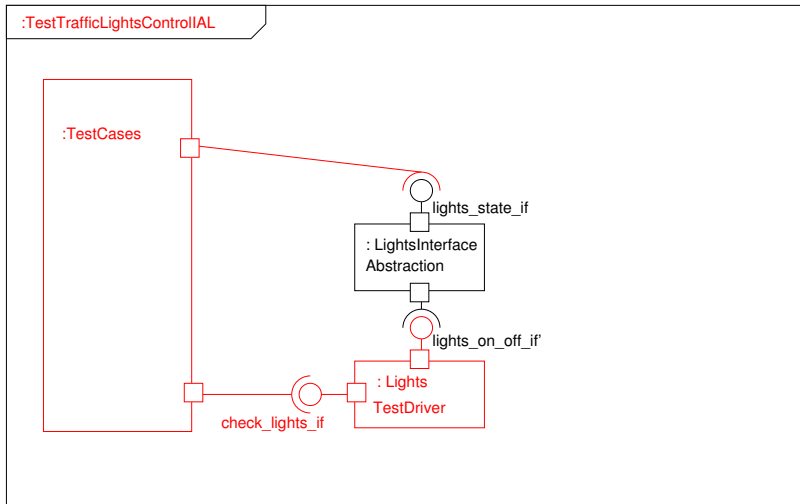 :TestTrafficLightsControlIAL
:TestCases
lights_state_if
: LightsInterface
Abstraction
lights_on_off_if'
: Lights
TestDriver
check_lights_if